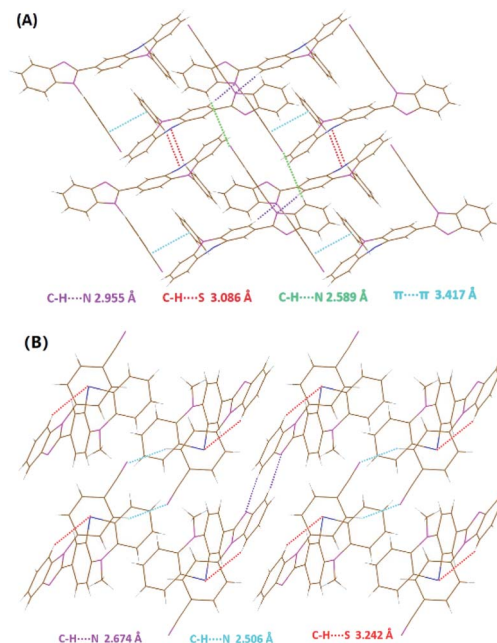 (A)
C-H····N 2.955 Å C-H····S 3.086 Å C-H····N 2.589 Å π····π 3.417 Å
(B)
C-H····N 2.674 Å C-H····N 2.506 Å C-H····S 3.242 Å